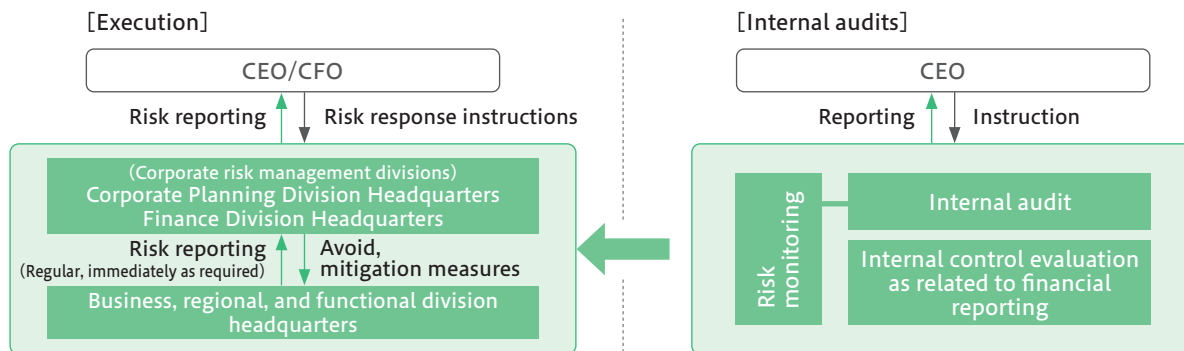 [Execution]
CEO/CFO
Risk reporting
Risk response instructions
(Corporate risk management divisions)
Corporate Planning Division Headquarters
Finance Division Headquarters
Risk reporting
(Regular, immediately as required)
Avoid,
mitigation measures
Business, regional, and functional division
headquarters
[Internal audits]
CEO
Reporting
Instruction
Risk
monitoring
Internal audit
Internal control evaluation
as related to financial
reporting